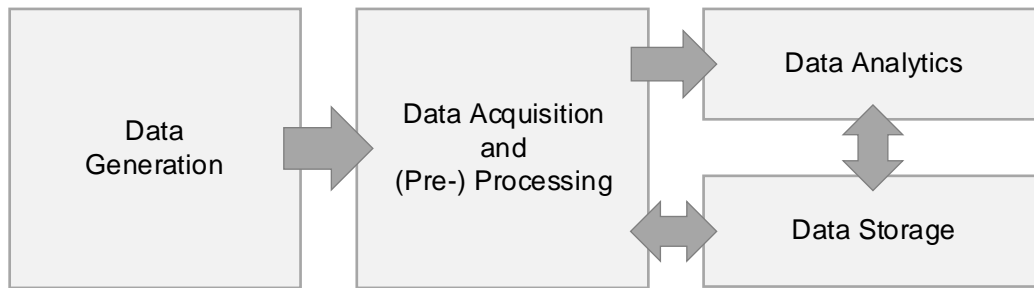 Data
Generation
Data Acquisition
and
(Pre-) Processing
Data Analytics
Data Storage